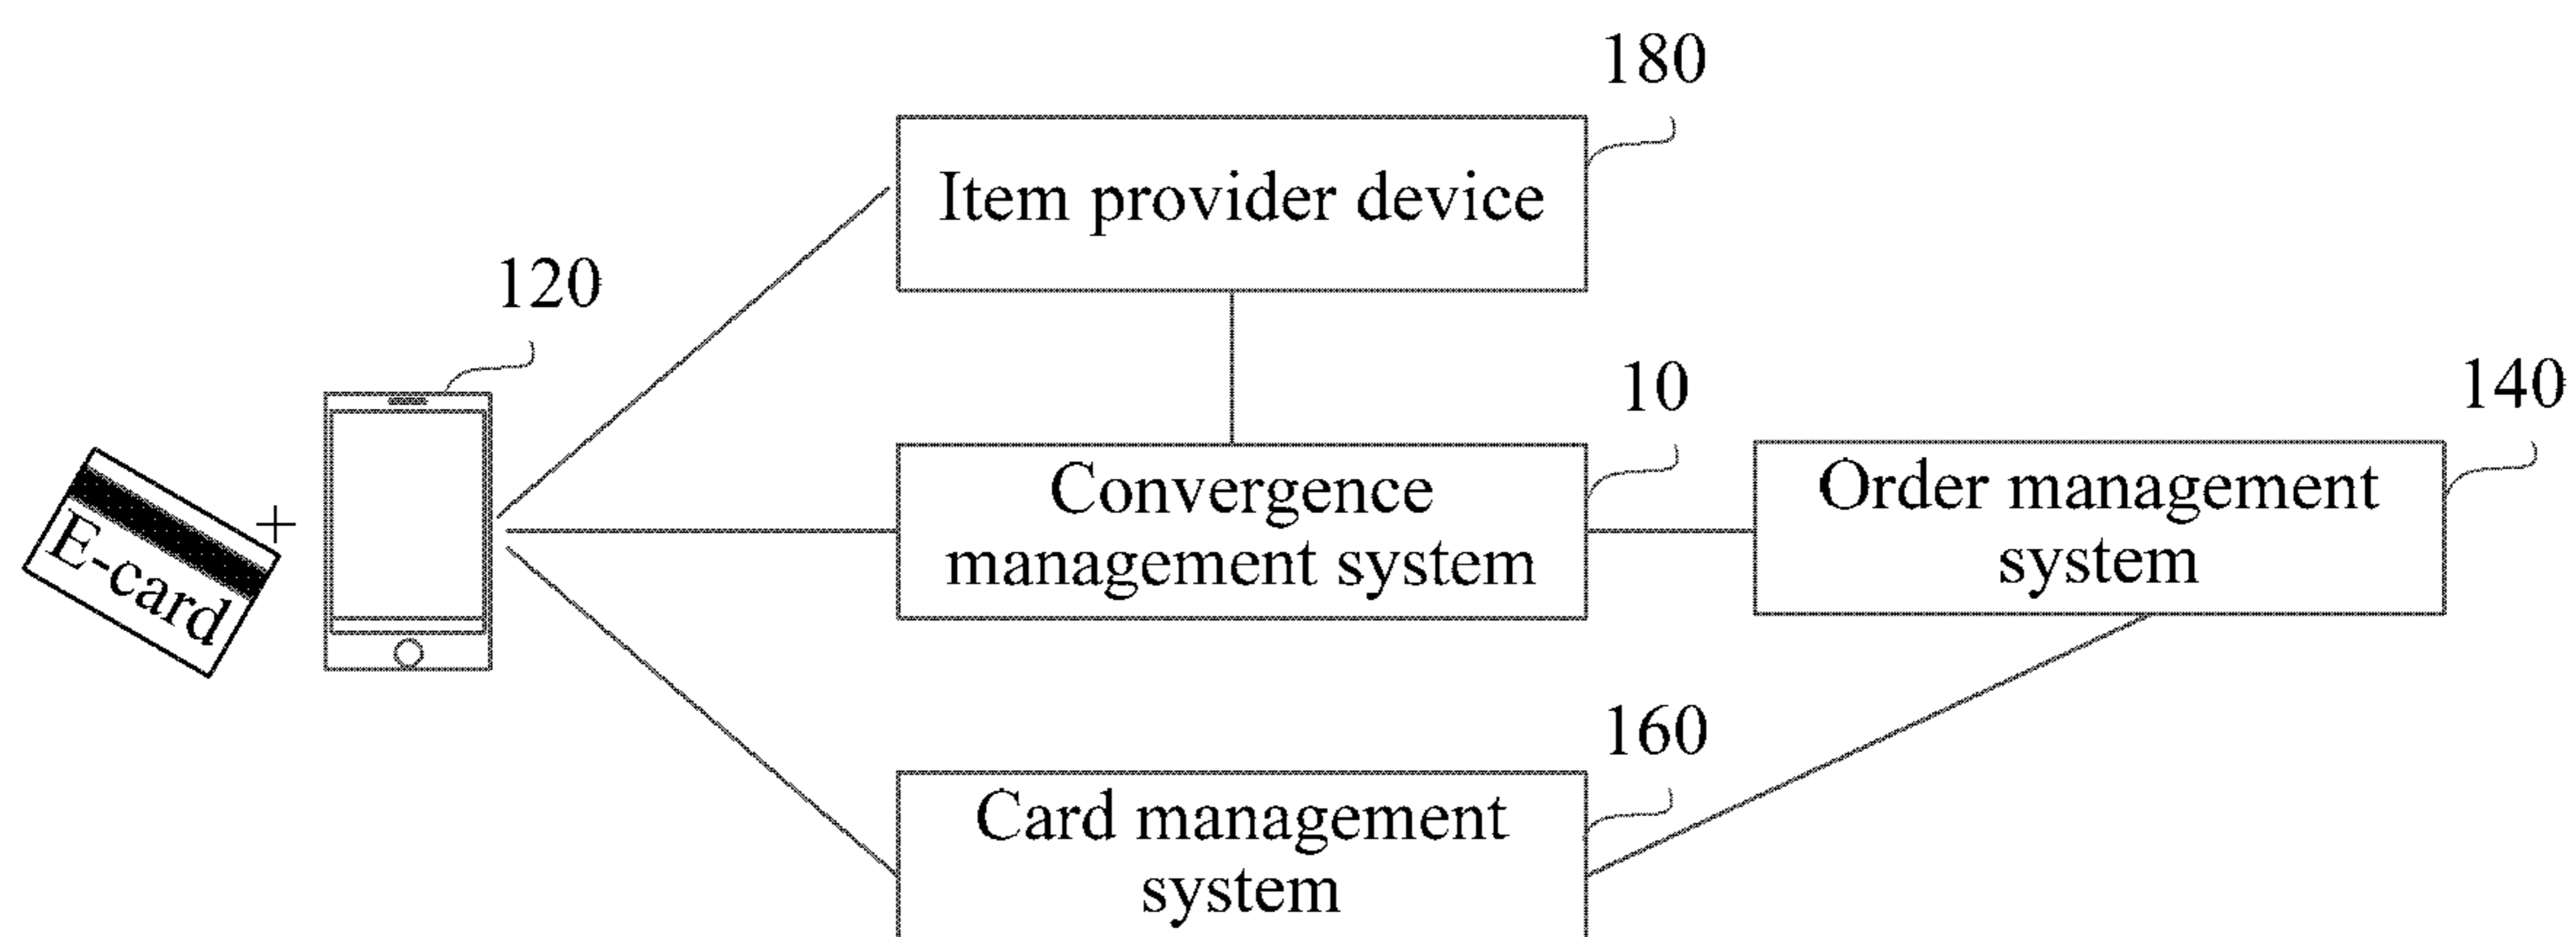 180
Item provider device
120
10
140
Convergence
management system
Order management
system
+
E-card
160
Card management
system